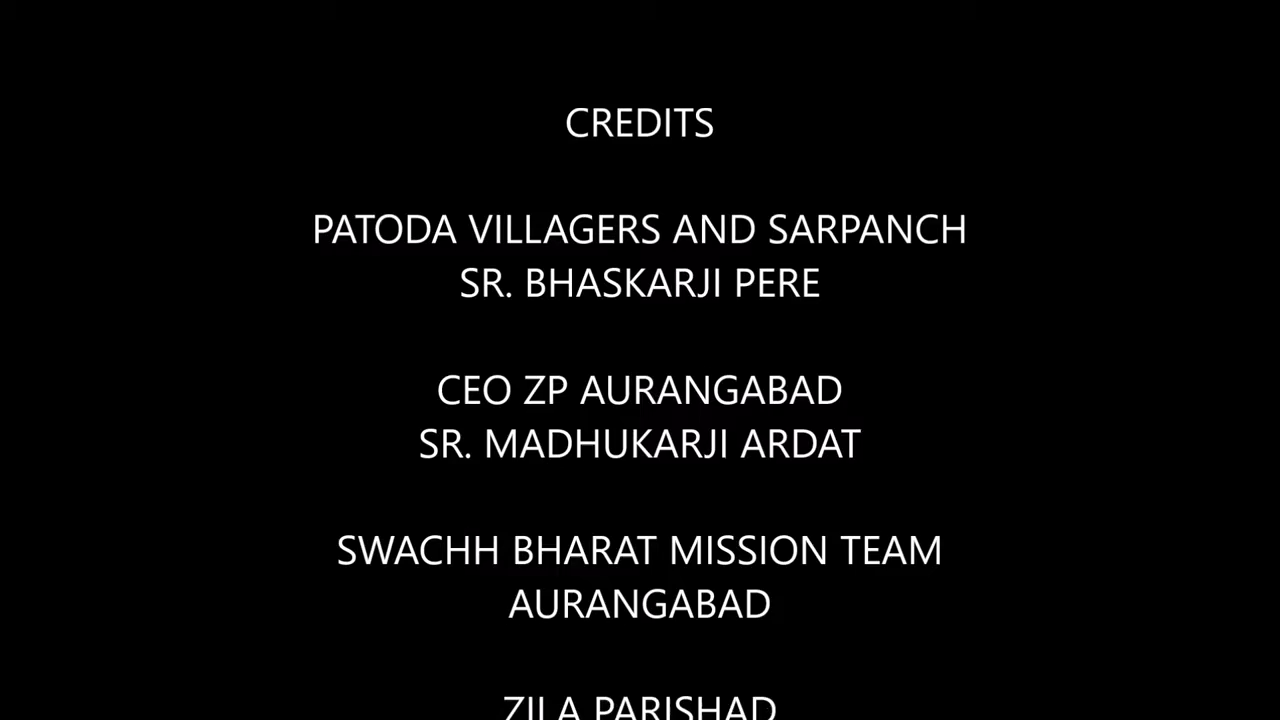 CREDITS
PATODA VILLAGERS AND SARPANCH
SR. BHASKARJI PERE
CEO ZP AURANGABAD
SR. MADHUKARJI ARDAT
SWACHH BHARAT MISSION TEAM
AURANGABAD
ZILA PARISHAD